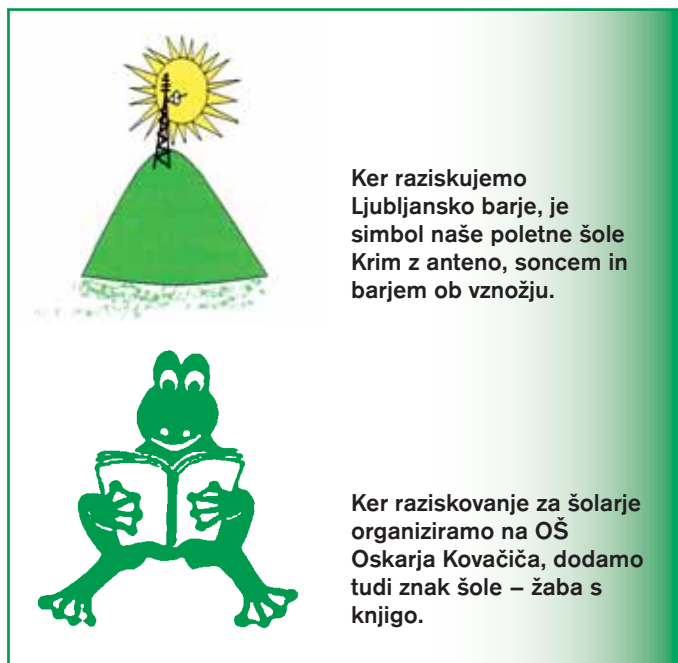 Ker raziskujemo
Ljubljansko barje, je
simbol naše poletne šole
Krim z anteno, soncem in
barjem ob vznožju.
Ker raziskovanje za šolarje
organiziramo na OŠ
Oskarja Kovačiča, dodamo
tudi znak šole – žaba s
knjigo.